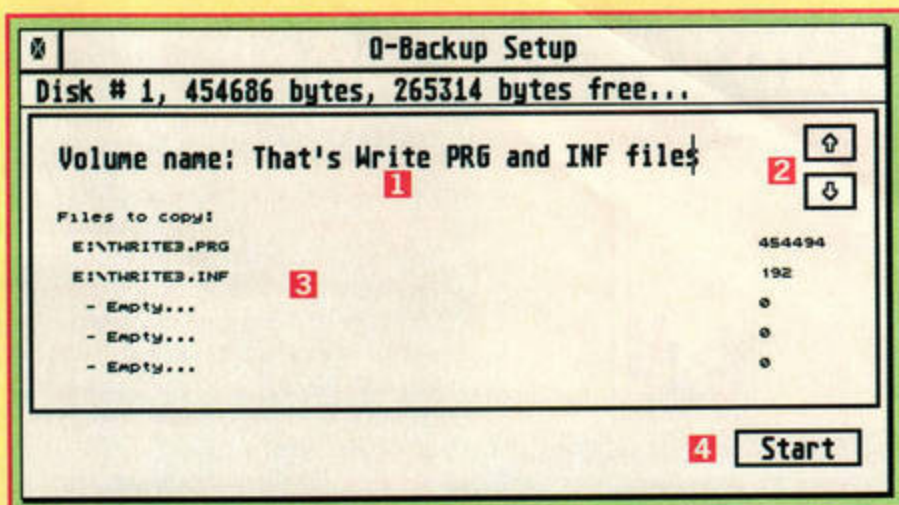 0-Backup Setup
Disk # 1, 454686 bytes, 265314 bytes free...
Volume name: That's Write PRG and INF files
1
2
Files to copy:
E:\TWRITE3.PRG 454494
E:\TWRITE3.INF 192
3
- Empty... 0
- Empty... 0
- Empty... 0
4
Start